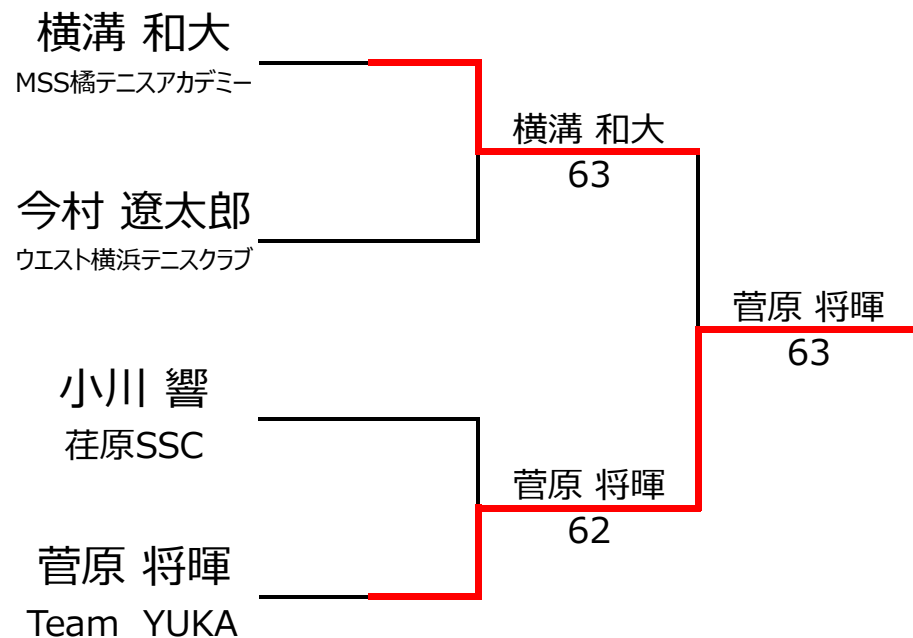 横溝 和大
MSS橘テニスアカデミー
今村 遼太郎
ウエスト横浜テニスクラブ
小川 響
荏原SSC
菅原 将暉
Team YUKA
横溝 和大
63
菅原 将暉
62
菅原 将暉
63